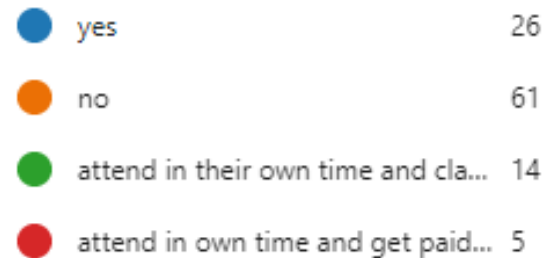 yes 26
no 61
attend in their own time and cla... 14
attend in own time and get paid... 5